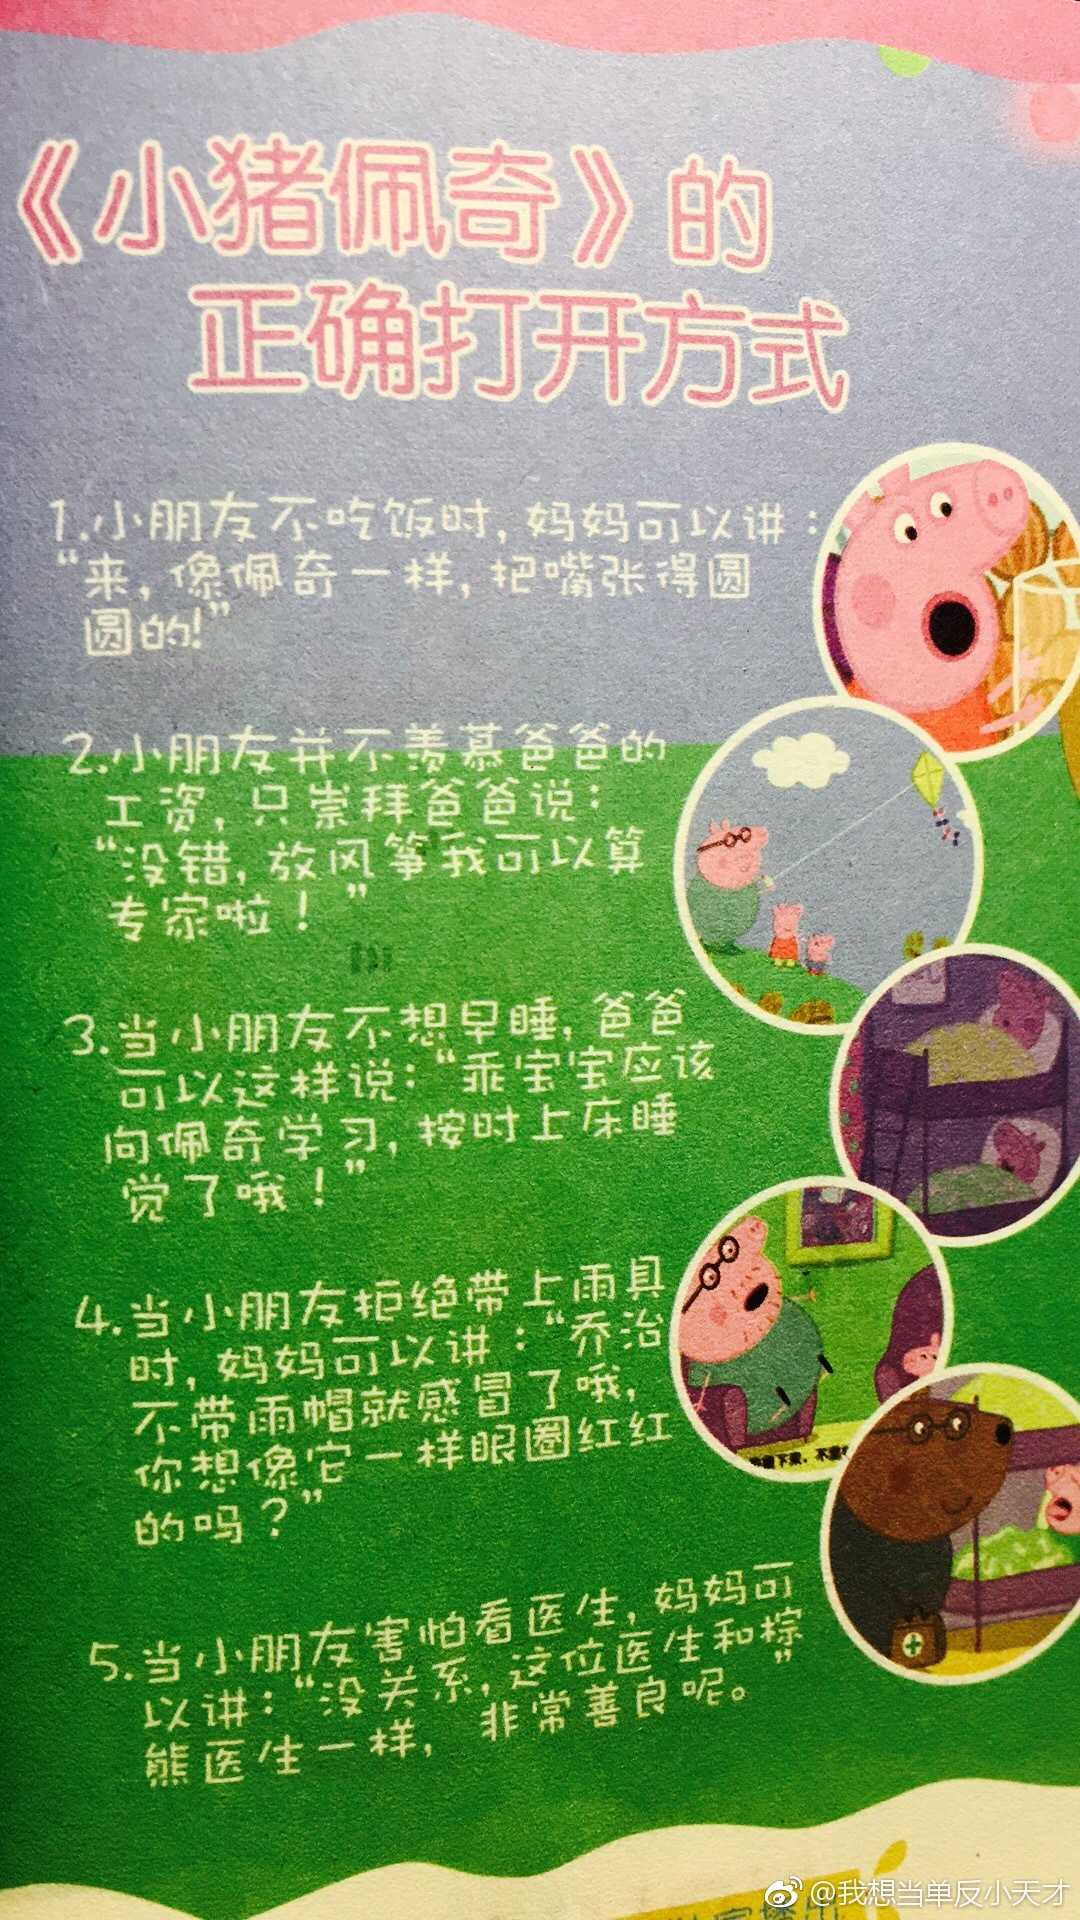 《小猪佩奇》的
正确打开方式
1.小朋友不吃饭时,妈妈可以讲:
“来,像佩奇一样,把嘴张得圆
圆的!”
2.小朋友并不羡慕爸爸的
工资,只崇拜爸爸说:
“没错,放风筝我可以算
专家啦!”
3.当小朋友不想早睡,爸爸
可以这样说:“乖宝宝应该
向佩奇学习,按时上床睡
觉了哦!”
4.当小朋友拒绝带上雨具
时,妈妈可以讲:“乔治
不带雨帽就感冒了哦,
你想像它一样眼圈红红
的吗?”
5.当小朋友害怕看医生,妈妈可
以讲:“没关系,这位医生和棕
熊医生一样,非常善良呢。”
@我想当单反小天才